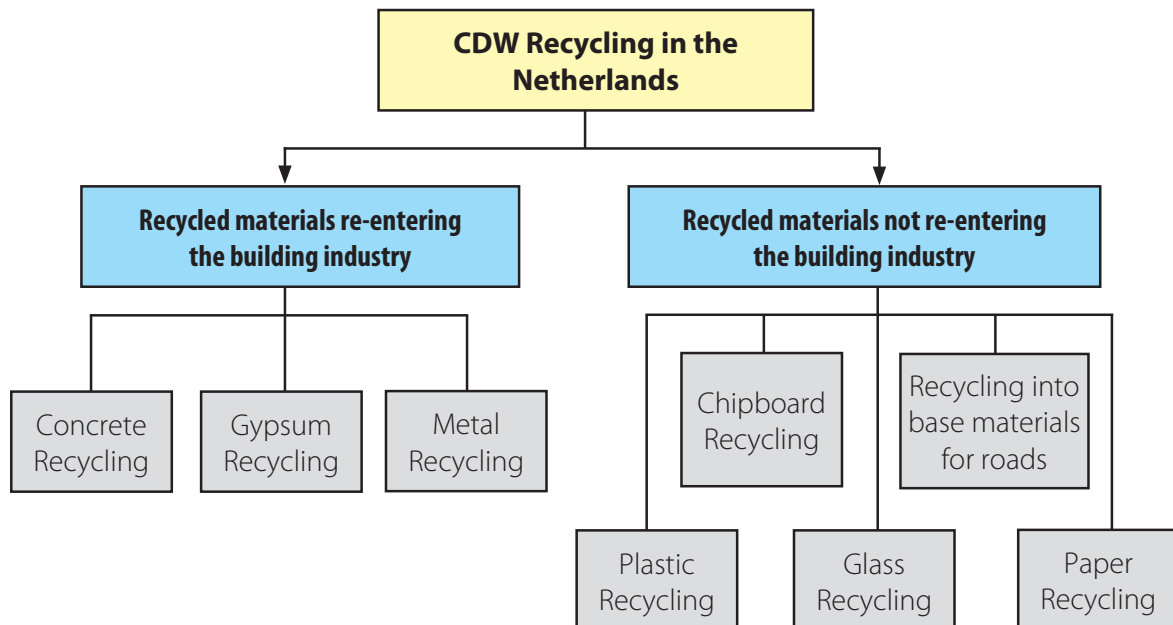 CDW Recycling in the
Netherlands
Recycled materials re-entering
the building industry
Recycled materials not re-entering
the building industry
Concrete
Recycling
Gypsum
Recycling
Metal
Recycling
Chipboard
Recycling
Recycling into
base materials
for roads
Plastic
Recycling
Glass
Recycling
Paper
Recycling